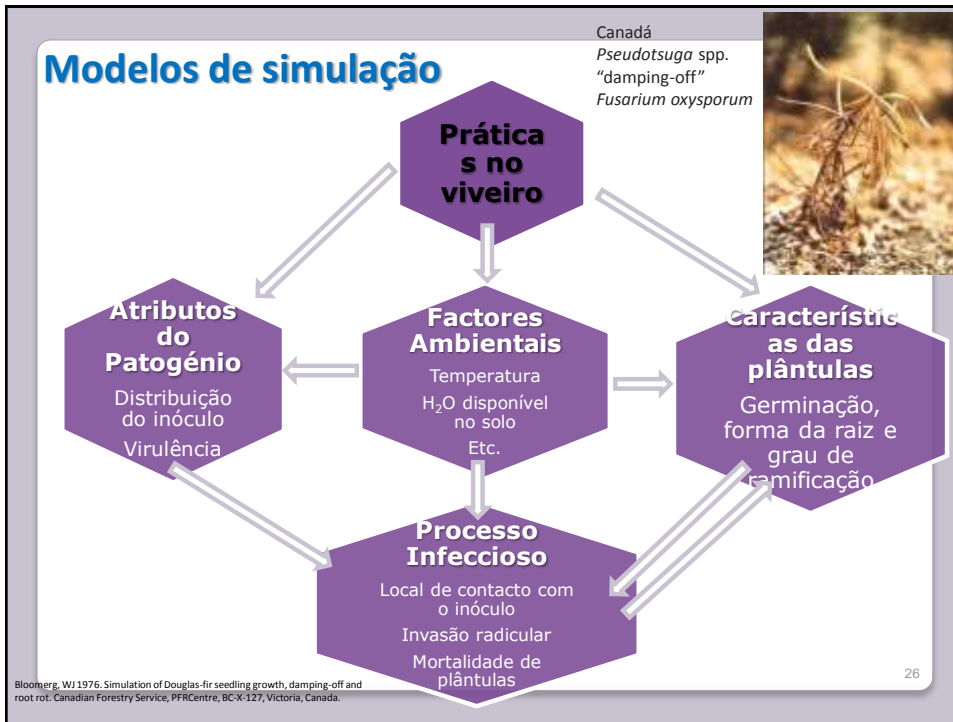 Modelos de simulação
Canadá
Pseudotsuga spp.
“damping-off”
Fusarium oxysporum
Prática
s no
viveiro
Atributos
do
Patogénio
Distribuição
do inóculo
Virulência
Factores
Ambientais
Temperatura
H₂O disponível
no solo
Etc.
Característic
as das
plântulas
Germinação,
forma da raiz e
grau de
ramificação
Processo
Infeccioso
Local de contacto com
o inóculo
Invasão radicular
Mortalidade de
plântulas
Bloomerg, WJ 1976. Simulation of Douglas-fir seedling growth, damping-off and
root rot. Canadian Forestry Service, PFRCentre, BC-X-127, Victoria, Canada.
26